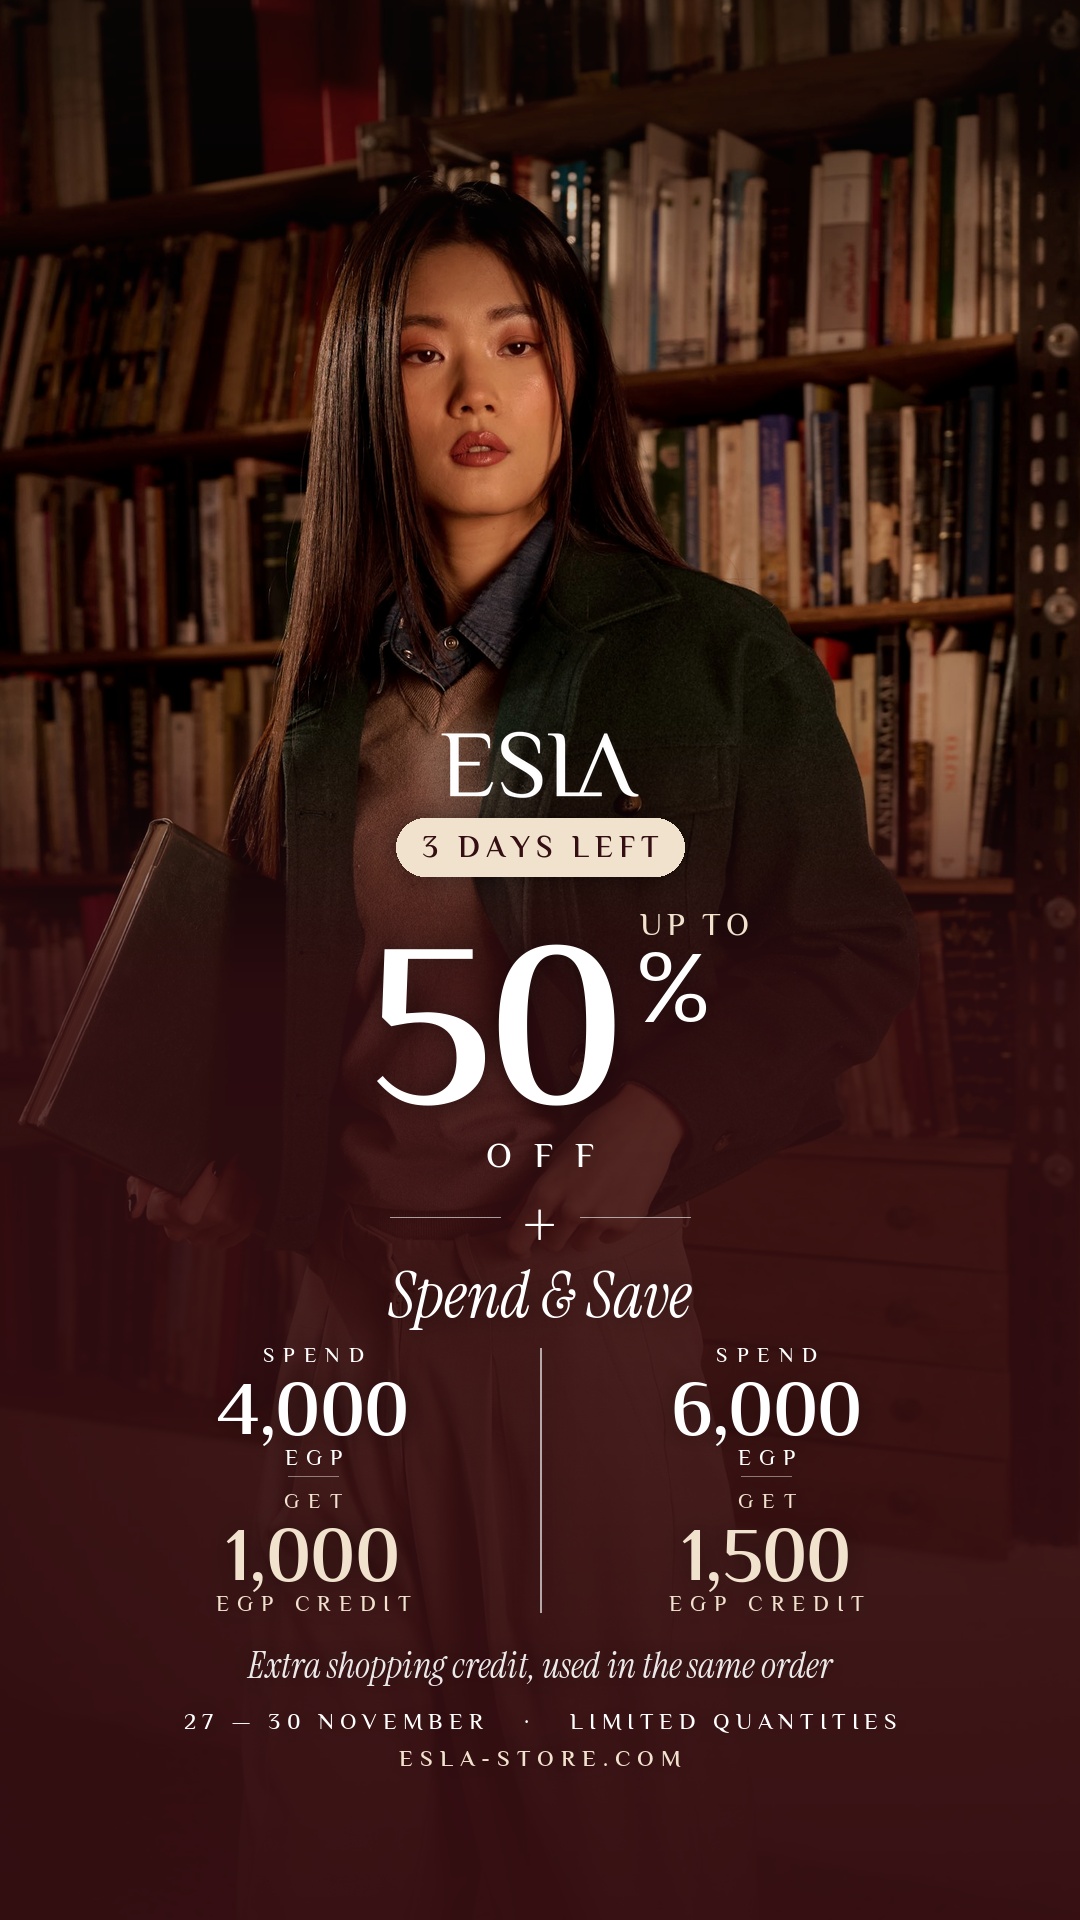 ESLA
3 DAYS LEFT
UP TO
50%
OFF
+
Spend & Save
SPEND
4,000
EGP
GET
1,000
EGP CREDIT
SPEND
6,000
EGP
GET
1,500
EGP CREDIT
Extra shopping credit, used in the same order
27 — 30 NOVEMBER · LIMITED QUANTITIES
ESLA-STORE.COM
ANDRÉ NAGGAR